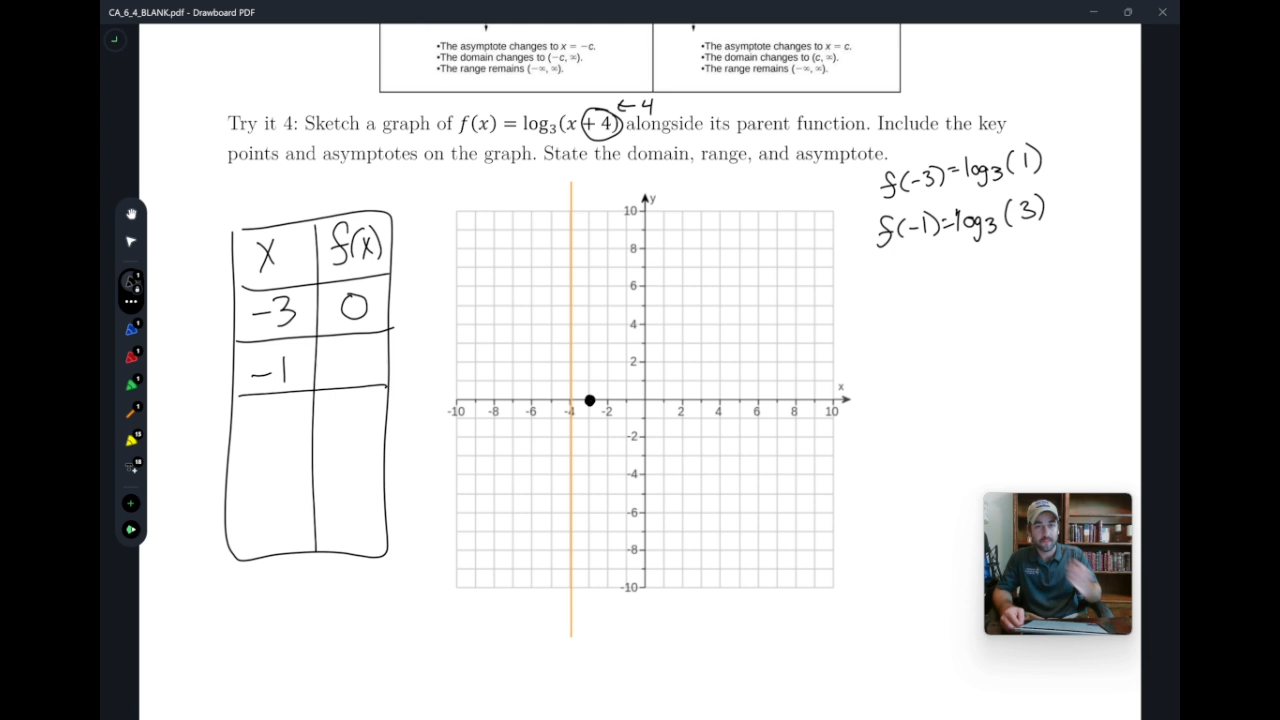 CA_6_4_BLANK.pdf - Drawboard PDF
•The asymptote changes to x = −c.
•The domain changes to (−c, ∞).
•The range remains (−∞, ∞).
•The asymptote changes to x = c.
•The domain changes to (c, ∞).
•The range remains (−∞, ∞).
←4
Try it 4: Sketch a graph of f(x) = log₃(x + 4) alongside its parent function. Include the key
points and asymptotes on the graph. State the domain, range, and asymptote.
f(-3)=log₃(1)
f(-1)=log₃(3)
x f(x)
-3 0
-1
y
10
8
6
4
2
x
-10 -8 -6 -4 -2 2 4 6 8 10
-2
-4
-6
-8
-10